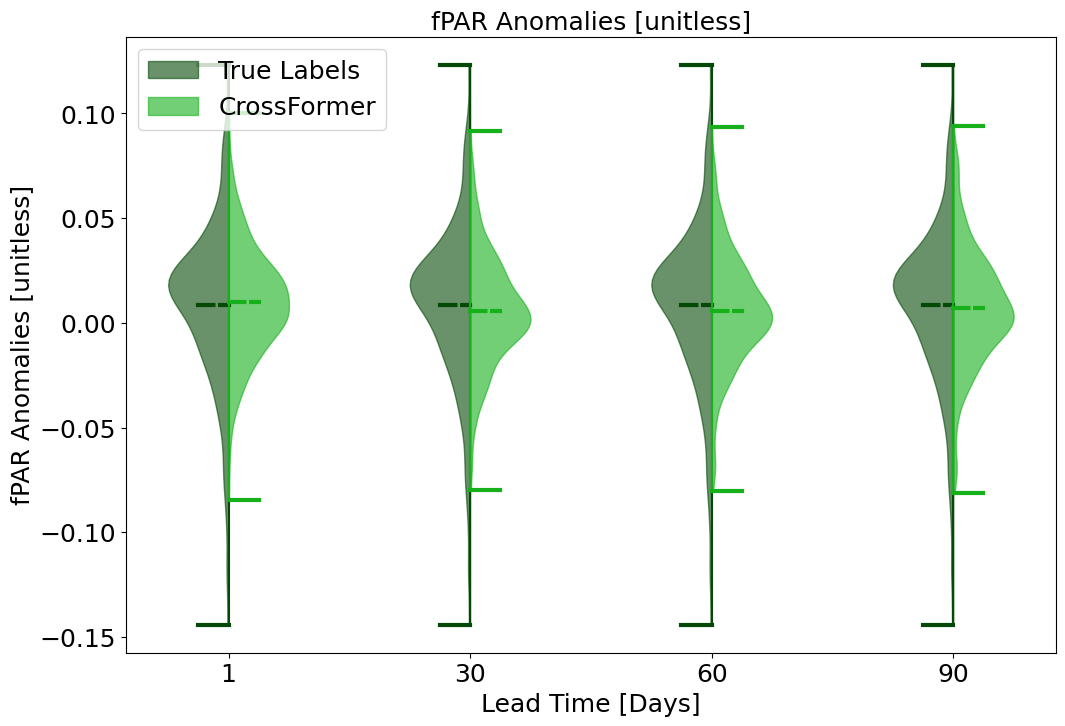 fPAR Anomalies [unitless]
True Labels
CrossFormer
fPAR Anomalies [unitless]
0.10
0.05
0.00
−0.05
−0.10
−0.15
1 30 60 90
Lead Time [Days]